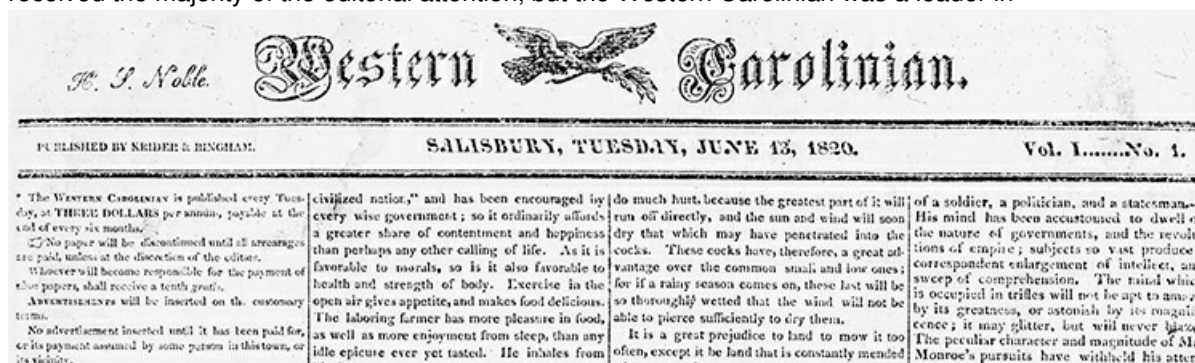 received the majority of the editorial attention, but the Western Carolinian was a leader in
H. S. Noble.
Western Carolinian.
PUBLISHED BY KRIDER & BINGHAM.
SALISBURY, TUESDAY, JUNE 13, 1820.
Vol. I.......No. 1.
* The WESTERN CAROLINIAN is published every Tues-
day, at THREE DOLLARS per annum, payable at the
end of every six months.
No paper will be discontinued until all arrearages
are paid, unless at the discretion of the editors.
Whoever will become responsible for the payment of
papers, shall receive a tenth gratis.
ADVERTISEMENTS will be inserted on the customary
terms.
No advertisement inserted until it has been paid for,
or its payment assumed by some person in this town, or
its vicinity.
civilized nation," and has been encouraged by
every wise government; so it ordinarily affords
a greater share of contentment and happiness
than perhaps any other calling of life. As it is
favorable to morals, so is it also favorable to
health and strength of body. Exercise in the
open air gives appetite, and makes food delicious.
The laboring farmer has more pleasure in food,
as well as more enjoyment from sleep, than any
idle epicure ever yet tasted. He inhales from
do much hurt, because the greatest part of it will
run off directly, and the sun and wind will soon
dry that which may have penetrated into the
cocks. These cocks have, therefore, a great ad-
vantage over the common small and low ones;
for if a rainy season comes on, these last will be
so thoroughly wetted that the wind will not be
able to pierce sufficiently to dry them.
It is a great prejudice to land to mow it too
often, except it be land that is constantly mended
of a soldier, a politician, and a statesman.
His mind has been accustomed to dwell
the nature of governments, and the revolu
tions of empire; subjects so vast produce
correspondent enlargement of intellect, an
sweep of comprehension. The mind whic
is occupied in trifles will not be apt to amaz
by its greatness, or astonish by its magnifi
cence; it may glitter, but will never blaze
The peculiar character and magnitude of M
Monroe's pursuits have withheld his